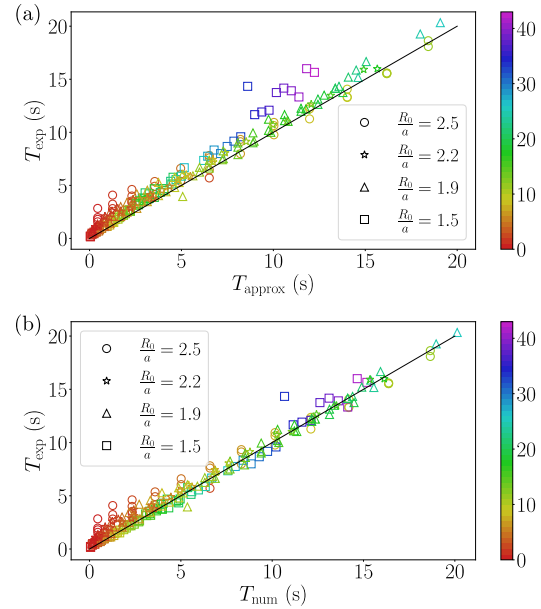 (a)
20
15
10
5
0
T_exp (s)
0 5 10 15 20
T_approx (s)
R_0/a = 2.5
R_0/a = 2.2
R_0/a = 1.9
R_0/a = 1.5
40
30
20
10
0
(b)
20
15
10
5
0
T_exp (s)
0 5 10 15 20
T_num (s)
R_0/a = 2.5
R_0/a = 2.2
R_0/a = 1.9
R_0/a = 1.5
40
30
20
10
0